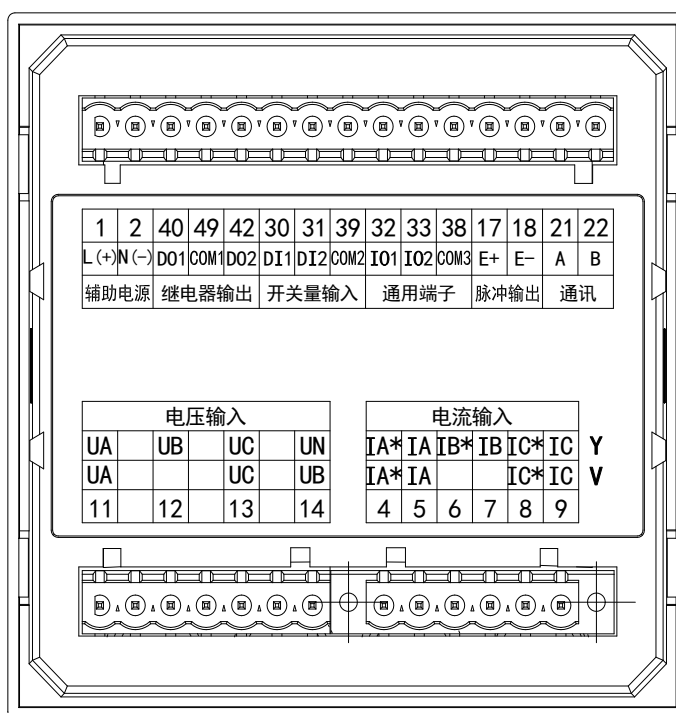 1 2 40 49 42 30 31 39 32 33 38 17 18 21 22
L(+) N(-) DO1 COM1 DO2 DI1 DI2 COM2 IO1 IO2 COM3 E+ E- A B
辅助电源 继电器输出 开关量输入 通用端子 脉冲输出 通讯
电压输入 电流输入
UA UB UC UN IA* IA IB* IB IC* IC Y
UA UC UB IA* IA IC* IC V
11 12 13 14 4 5 6 7 8 9